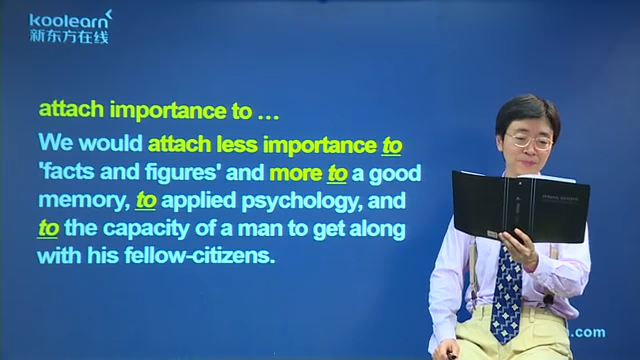 koolearn
新东方在线
attach importance to …
We would attach less importance to
'facts and figures' and more to a good
memory, to applied psychology, and
to the capacity of a man to get along
with his fellow-citizens.
.com